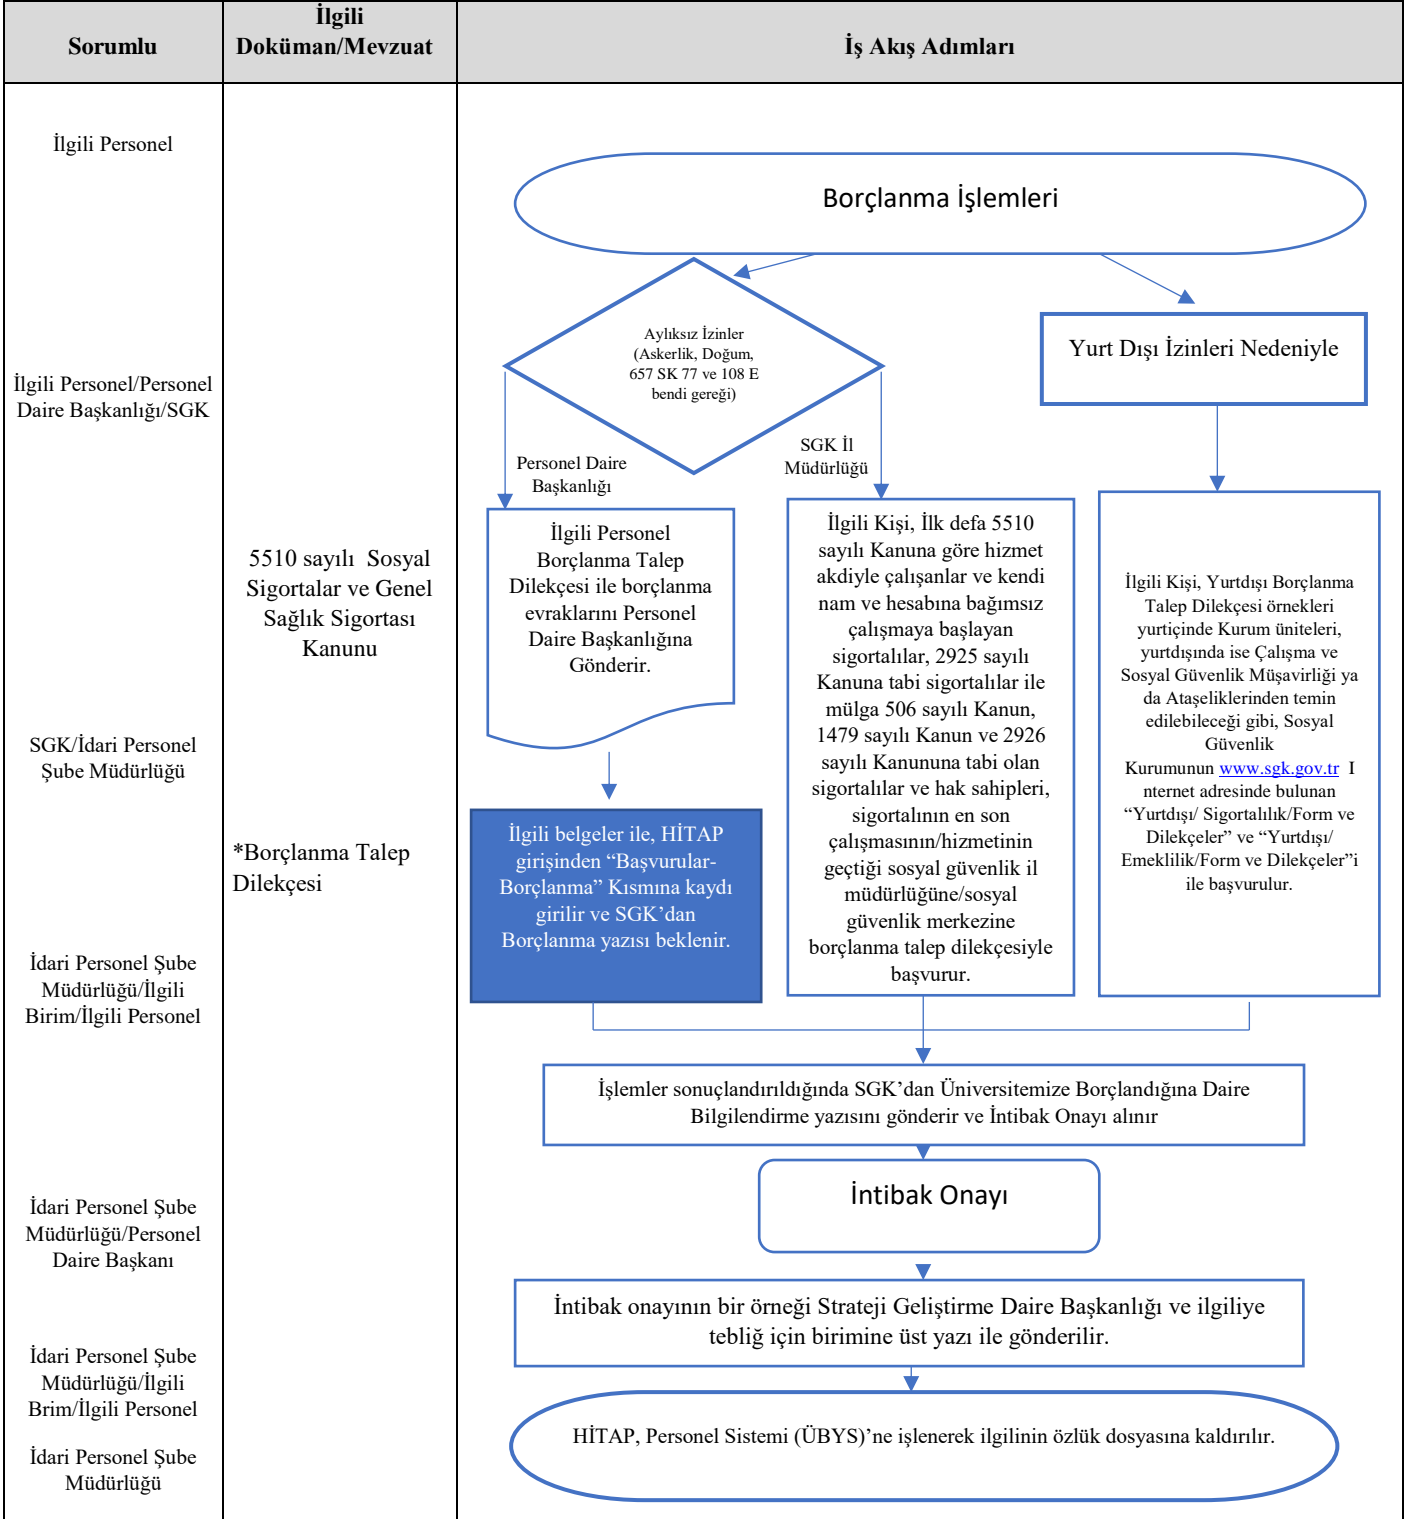 Sorumlu
İlgili
Doküman/Mevzuat
İş Akış Adımları
İlgili Personel
İlgili Personel/Personel
Daire Başkanlığı/SGK
SGK/İdari Personel
Şube Müdürlüğü
İdari Personel Şube
Müdürlüğü/İlgili
Birim/İlgili Personel
İdari Personel Şube
Müdürlüğü/Personel
Daire Başkanı
İdari Personel Şube
Müdürlüğü/İlgili
Brim/İlgili Personel
İdari Personel Şube
Müdürlüğü
5510 sayılı  Sosyal
Sigortalar ve Genel
Sağlık Sigortası
Kanunu
*Borçlanma Talep
Dilekçesi
Borçlanma İşlemleri
Aylıksız İzinler
(Askerlik, Doğum,
657 SK 77 ve 108 E
bendi gereği)
Yurt Dışı İzinleri Nedeniyle
Personel Daire
Başkanlığı
SGK İl
Müdürlüğü
İlgili Personel
Borçlanma Talep
Dilekçesi ile borçlanma
evraklarını Personel
Daire Başkanlığına
Gönderir.
İlgili belgeler ile, HİTAP
girişinden “Başvurular-
Borçlanma” Kısmına kaydı
girilir ve SGK’dan
Borçlanma yazısı beklenir.
İlgili Kişi, İlk defa 5510
sayılı Kanuna göre hizmet
akdiyle çalışanlar ve kendi
nam ve hesabına bağımsız
çalışmaya başlayan
sigortalılar, 2925 sayılı
Kanuna tabi sigortalılar ile
mülga 506 sayılı Kanun,
1479 sayılı Kanun ve 2926
sayılı Kanununa tabi olan
sigortalılar ve hak sahipleri,
sigortalının en son
çalışmasının/hizmetinin
geçtiği sosyal güvenlik il
müdürlüğüne/sosyal
güvenlik merkezine
borçlanma talep dilekçesiyle
başvurur.
İlgili Kişi, Yurtdışı Borçlanma
Talep Dilekçesi örnekleri
yurtiçinde Kurum üniteleri,
yurtdışında ise Çalışma ve
Sosyal Güvenlik Müşavirliği ya
da Ataşeliklerinden temin
edilebileceği gibi, Sosyal
Güvenlik
Kurumunun www.sgk.gov.tr  I
nternet adresinde bulunan
“Yurtdışı/ Sigortalılık/Form ve
Dilekçeler” ve “Yurtdışı/
Emeklilik/Form ve Dilekçeler”i
ile başvurulur.
İşlemler sonuçlandırıldığında SGK’dan Üniversitemize Borçlandığına Daire
Bilgilendirme yazısını gönderir ve İntibak Onayı alınır
İntibak Onayı
İntibak onayının bir örneği Strateji Geliştirme Daire Başkanlığı ve ilgiliye
tebliğ için birimine üst yazı ile gönderilir.
HİTAP, Personel Sistemi (ÜBYS)’ne işlenerek ilgilinin özlük dosyasına kaldırılır.